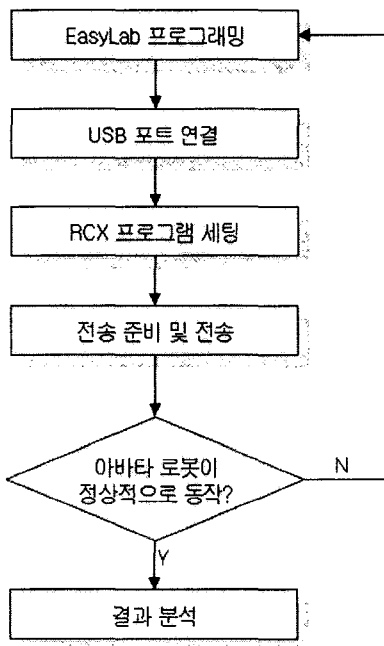 EasyLab 프로그래밍
USB 포트 연결
RCX 프로그램 세팅
전송 준비 및 전송
아바타 로봇이
정상적으로 동작?
N
Y
결과 분석